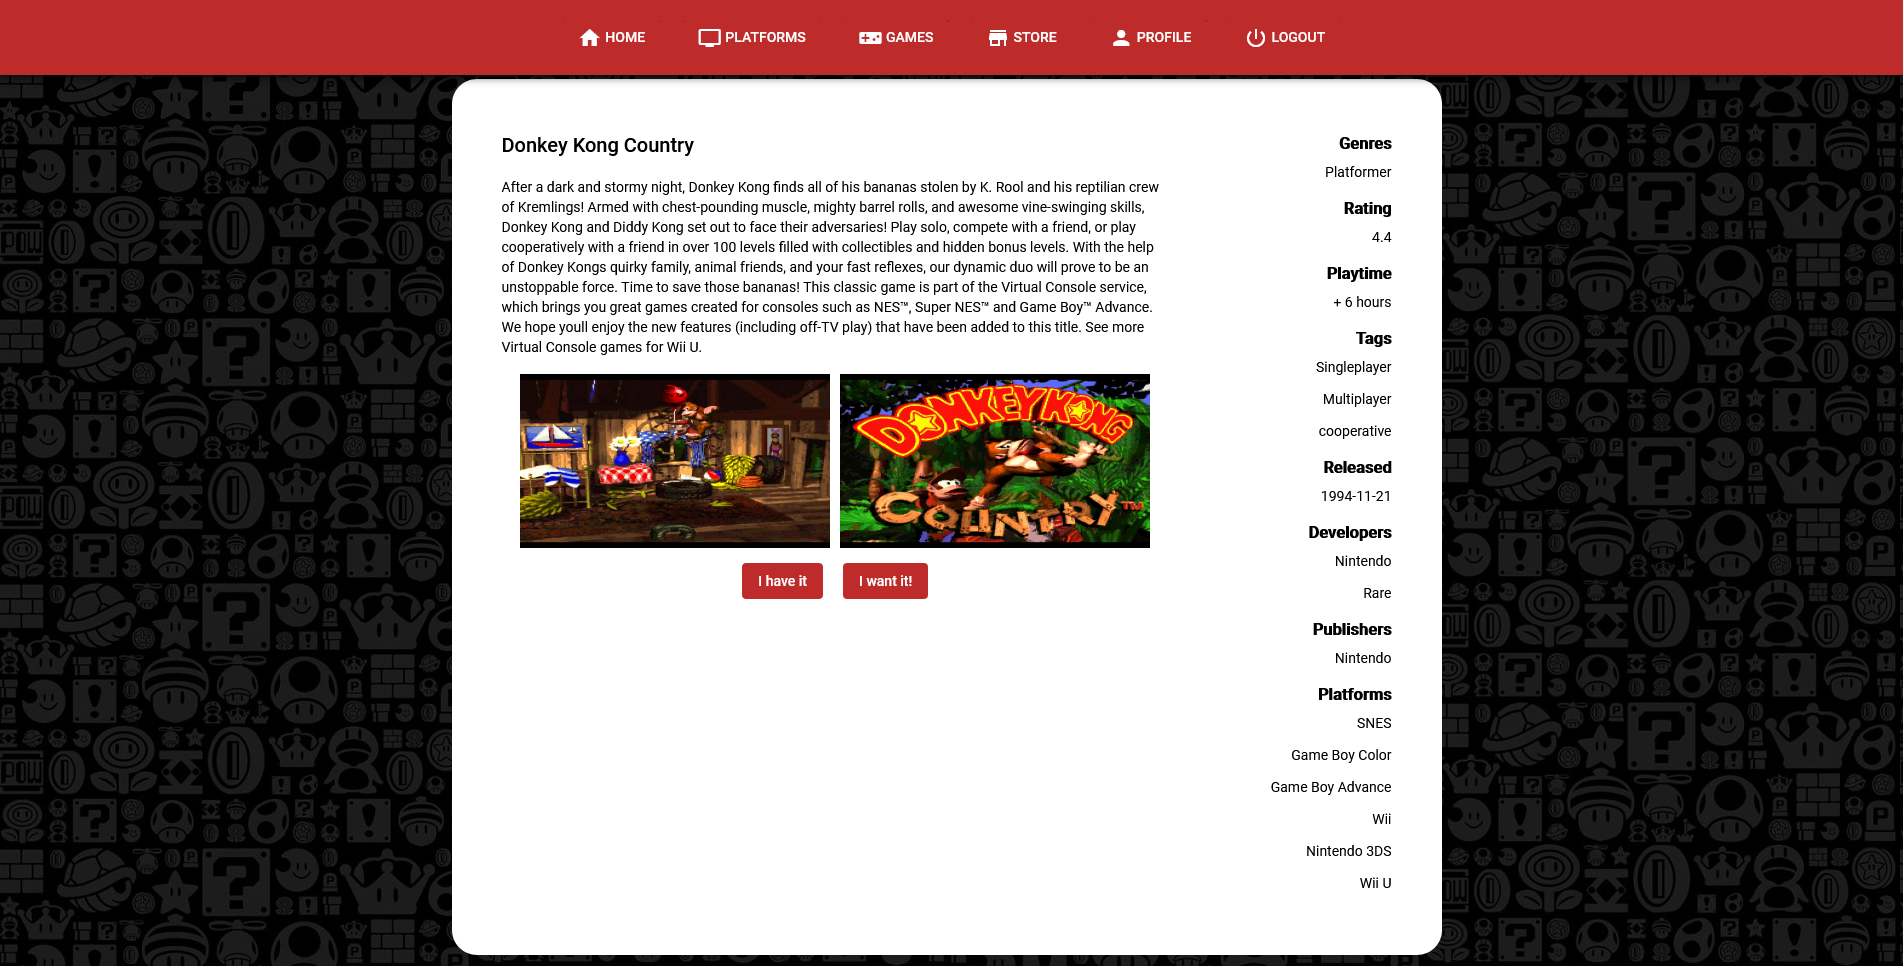 HOME
PLATFORMS
GAMES
STORE
PROFILE
LOGOUT
Donkey Kong Country
After a dark and stormy night, Donkey Kong finds all of his bananas stolen by K. Rool and his reptilian crew
of Kremlings! Armed with chest-pounding muscle, mighty barrel rolls, and awesome vine-swinging skills,
Donkey Kong and Diddy Kong set out to face their adversaries! Play solo, compete with a friend, or play
cooperatively with a friend in over 100 levels filled with collectibles and hidden bonus levels. With the help
of Donkey Kongs quirky family, animal friends, and your fast reflexes, our dynamic duo will prove to be an
unstoppable force. Time to save those bananas! This classic game is part of the Virtual Console service,
which brings you great games created for consoles such as NES™, Super NES™ and Game Boy™ Advance.
We hope youll enjoy the new features (including off-TV play) that have been added to this title. See more
Virtual Console games for Wii U.
DONKEY KONG
COUNTRY™
I have it
I want it!
Genres
Platformer
Rating
4.4
Playtime
+ 6 hours
Tags
Singleplayer
Multiplayer
cooperative
Released
1994-11-21
Developers
Nintendo
Rare
Publishers
Nintendo
Platforms
SNES
Game Boy Color
Game Boy Advance
Wii
Nintendo 3DS
Wii U
POW